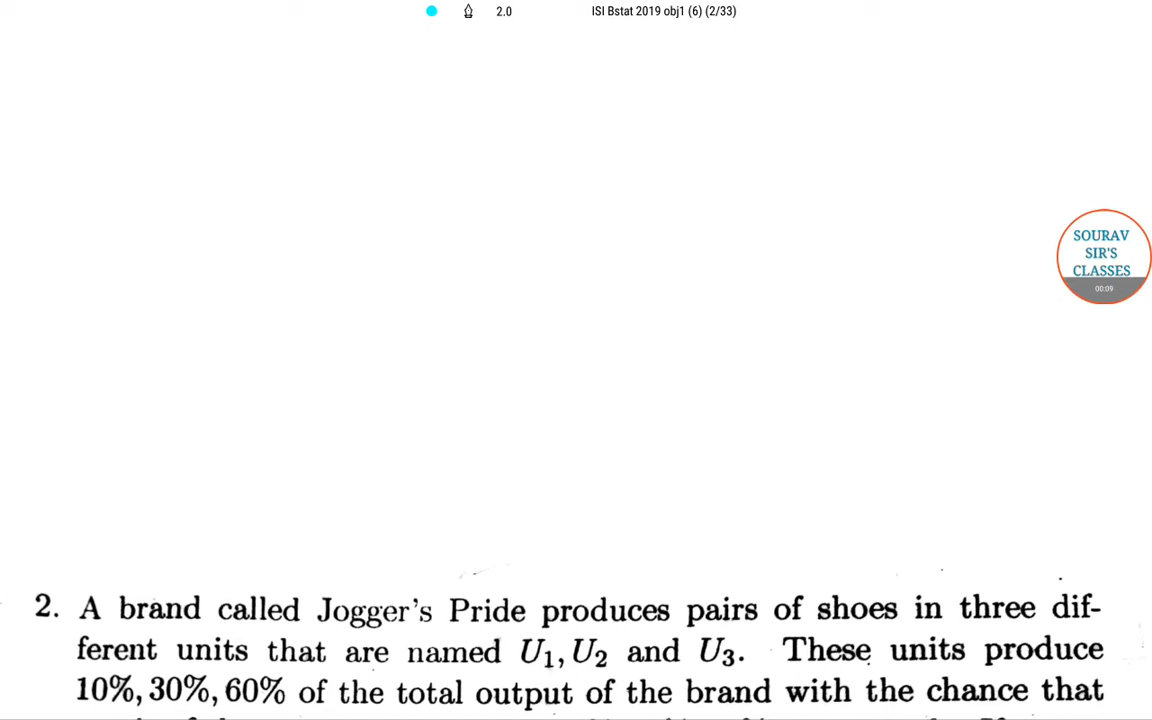 2.0 ISI Bstat 2019 obj1 (6) (2/33)
SOURAV
SIR'S
CLASSES
00:09
2. A brand called Jogger's Pride produces pairs of shoes in three dif-
ferent units that are named U₁, U₂ and U₃. These units produce
10%, 30%, 60% of the total output of the brand with the chance that